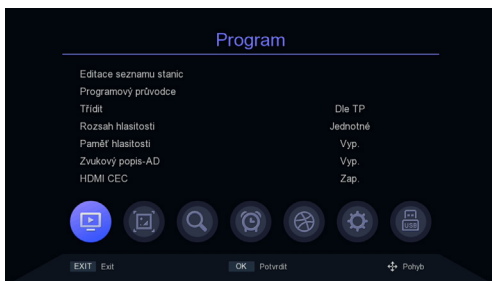 Program
Editace seznamu stanic
Programový průvodce
Třídit Dle TP
Rozsah hlasitosti Jednotné
Paměť hlasitosti Vyp.
Zvukový popis-AD Vyp.
HDMI CEC Zap.
USB
EXIT Exit OK Potvrdit Pohyb